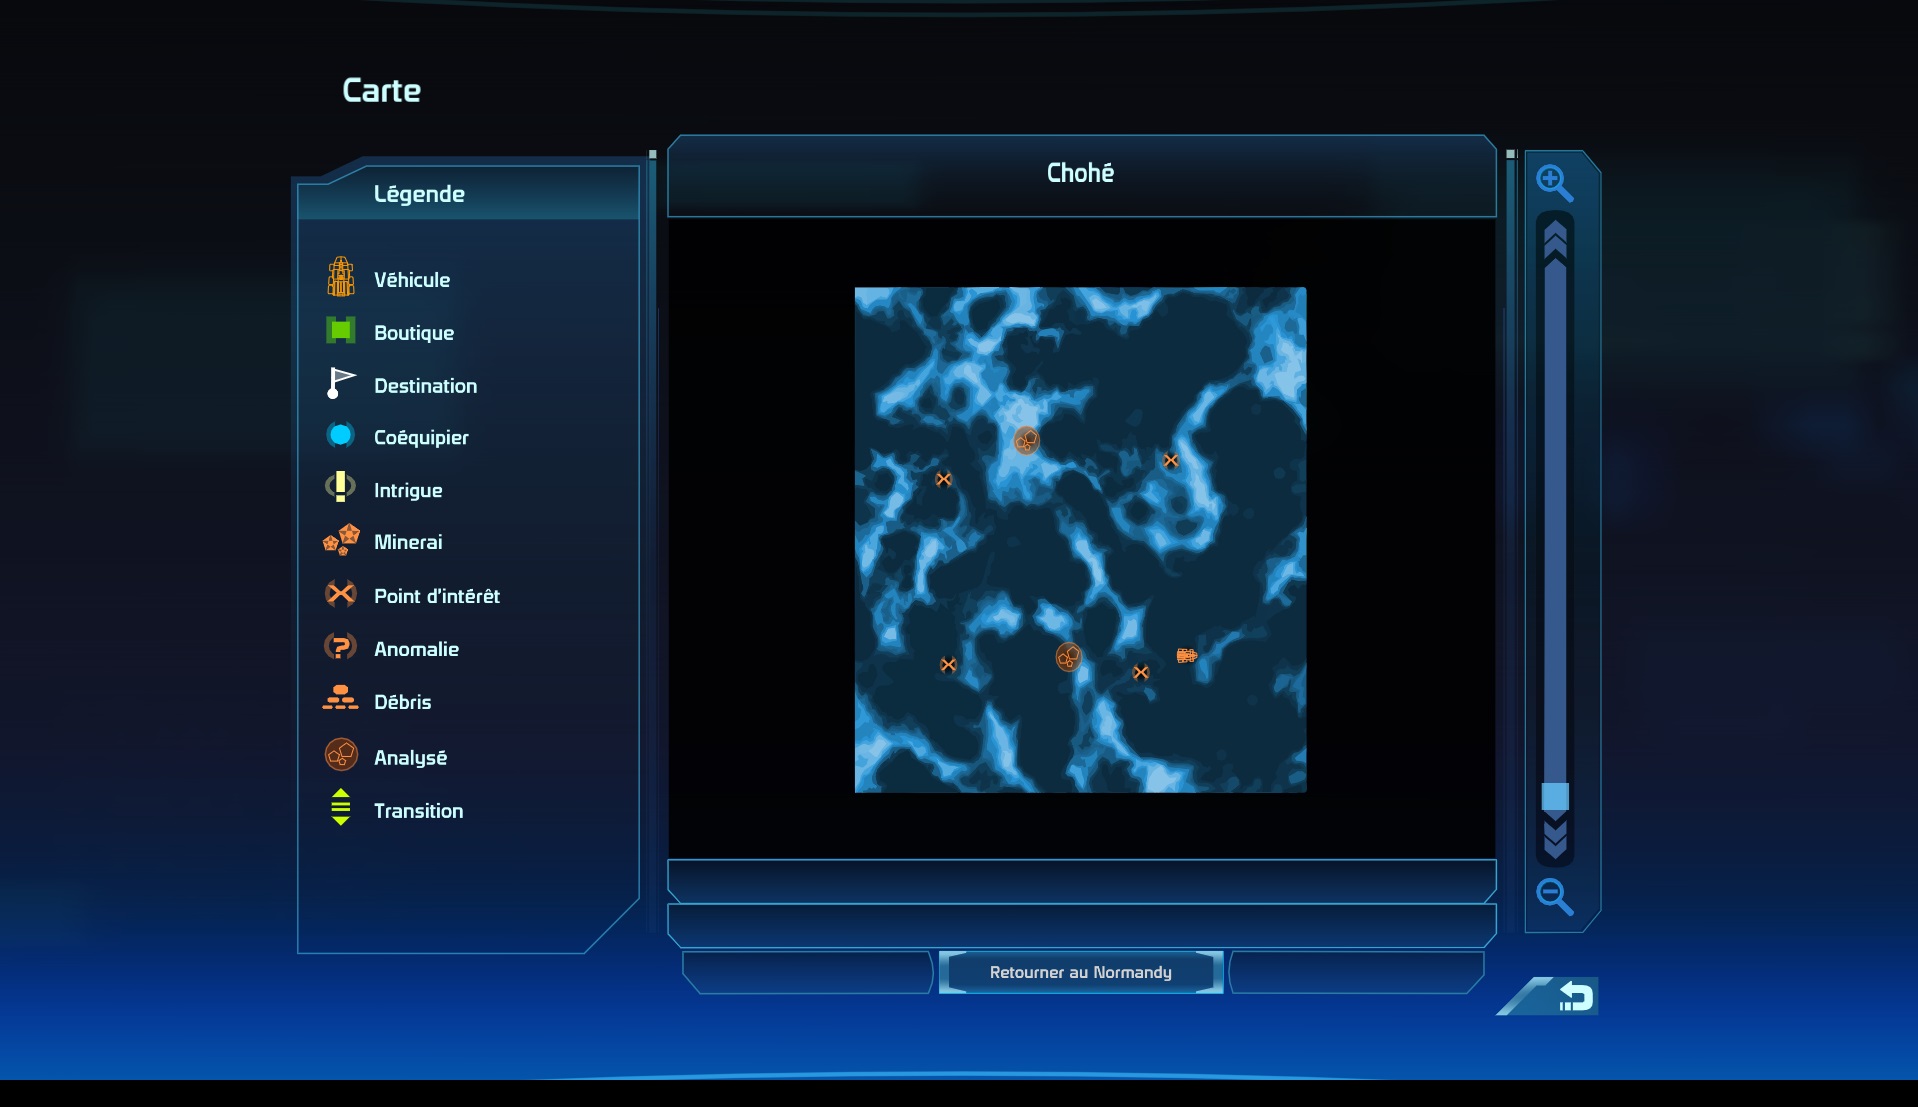 Carte
Légende
Véhicule
Boutique
Destination
Coéquipier
Intrigue
Minerai
Point d'intérêt
Anomalie
Débris
Analysé
Transition
Chohé
Retourner au Normandy